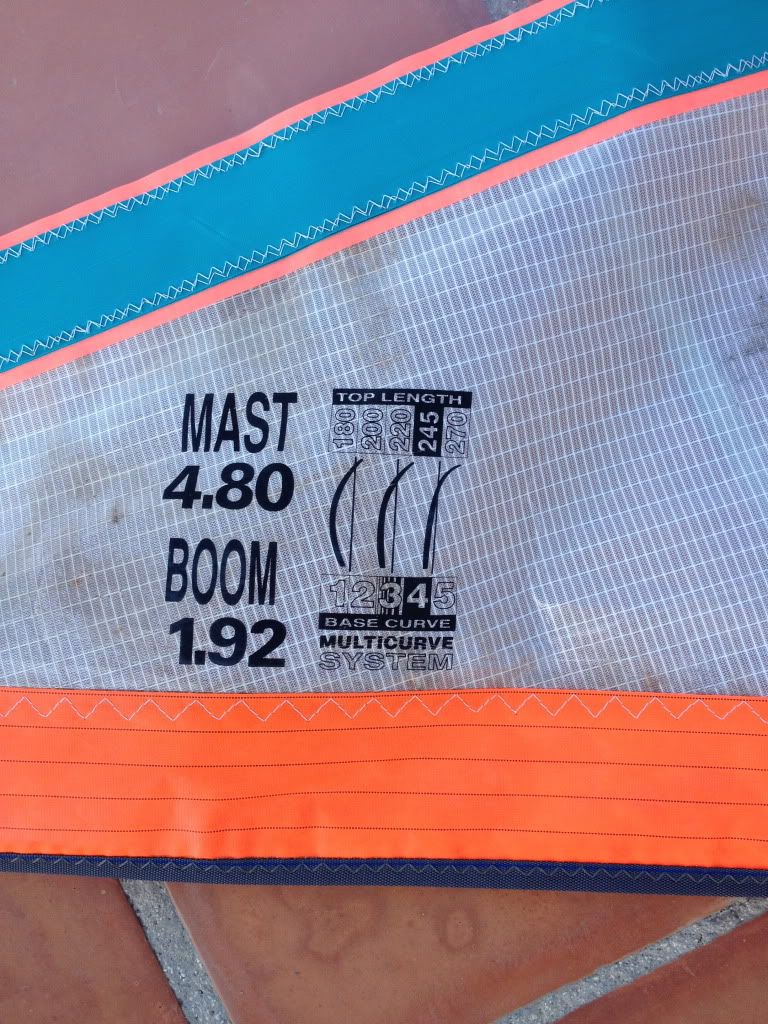 MAST
4.80
BOOM
1.92
TOP LENGTH
180 200 220 245 270
1 2 3 4 5
BASE CURVE
MULTICURVE
SYSTEM